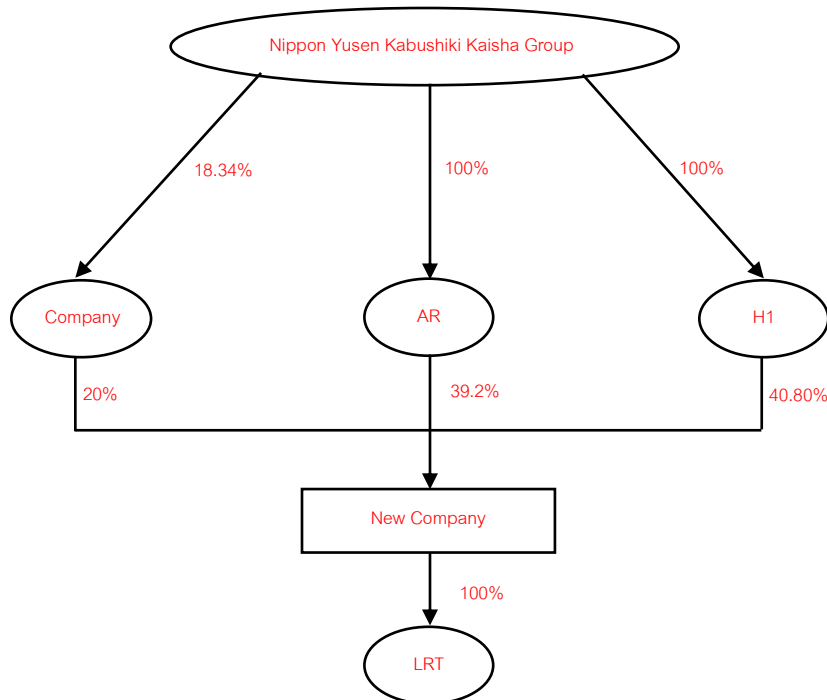 Nippon Yusen Kabushiki Kaisha Group
18.34%
100%
100%
Company
AR
H1
20%
39.2%
40.80%
New Company
100%
LRT